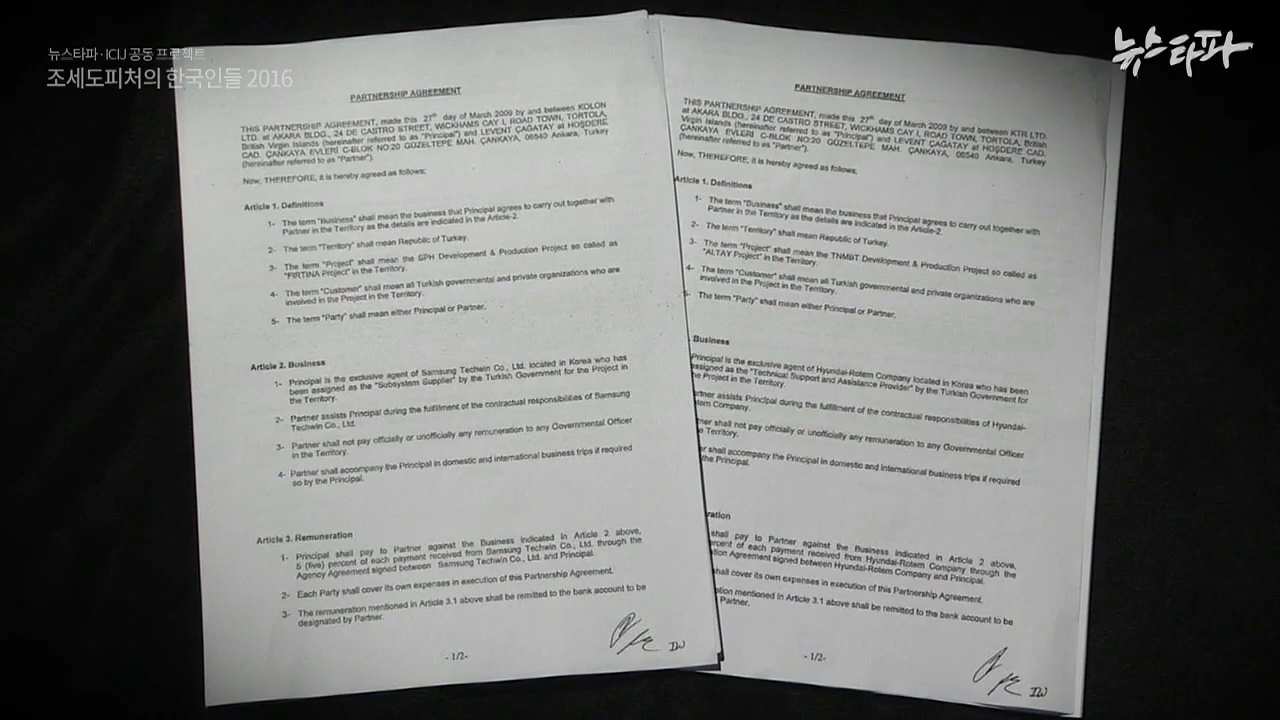 뉴스타파·ICIJ 공동 프로젝트
조세도피처의 한국인들 2016
뉴스타파
PARTNERSHIP AGREEMENT
THIS PARTNERSHIP AGREEMENT, made this 27th day of March 2009 by and between KOLON
LTD. at AKARA BLDG., 24 DE CASTRO STREET, WICKHAMS CAY I, ROAD TOWN, TORTOLA,
British Virgin Islands (hereinafter referred to as "Principal") and LEVENT ÇAĞATAY at HOŞDERE
CAD. ÇANKAYA EVLERİ C-BLOK NO:20 GÜZELTEPE MAH. ÇANKAYA, 06540 Ankara, Turkey
(hereinafter referred to as "Partner").
Now, THEREFORE, it is hereby agreed as follows;
Article 1. Definitions
1- The term "Business" shall mean the business that Principal agrees to carry out together with
Partner in the Territory as the details are indicated in the Article-2.
2- The term "Territory" shall mean Republic of Turkey.
3- The term "Project" shall mean the SPH Development & Production Project so called as
"FIRTINA Project" in the Territory.
4- The term "Customer" shall mean all Turkish governmental and private organizations who are
involved in the Project in the Territory.
5- The term "Party" shall mean either Principal or Partner.
Article 2. Business
1- Principal is the exclusive agent of Samsung Techwin Co., Ltd. located in Korea who has
been assigned as the "Subsystem Supplier" by the Turkish Government for the Project in
the Territory.
2- Partner assists Principal during the fulfillment of the contractual responsibilities of Samsung
Techwin Co., Ltd.
3- Partner shall not pay officially or unofficially any remuneration to any Governmental Officer
in the Territory.
4- Partner shall accompany the Principal in domestic and international business trips if required
so by the Principal.
Article 3. Remuneration
1- Principal shall pay to Partner against the Business indicated in Article 2 above,
5 (five) percent of each payment received from Samsung Techwin Co., Ltd. through the
Agency Agreement signed between Samsung Techwin Co., Ltd. and Principal.
2- Each Party shall cover its own expenses in execution of this Partnership Agreement.
3- The remuneration mentioned in Article 3.1 above shall be remitted to the bank account to be
designated by Partner.
IW
- 1/2-
PARTNERSHIP AGREEMENT
THIS PARTNERSHIP AGREEMENT, made this 27th day of March 2009 by and between KTR LTD.
at AKARA BLDG., 24 DE CASTRO STREET, WICKHAMS CAY I, ROAD TOWN, TORTOLA, British
Virgin Islands (hereinafter referred to as "Principal") and LEVENT ÇAĞATAY at HOŞDERE CAD.
ÇANKAYA EVLERİ C-BLOK NO:20 GÜZELTEPE MAH. ÇANKAYA, 06540 Ankara, Turkey
(hereinafter referred to as "Partner").
Now, THEREFORE, it is hereby agreed as follows;
Article 1. Definitions
1- The term "Business" shall mean the business that Principal agrees to carry out together with
Partner in the Territory as the details are indicated in the Article-2.
2- The term "Territory" shall mean Republic of Turkey.
3- The term "Project" shall mean the TNMBT Development & Production Project so called as
"ALTAY Project" in the Territory.
4- The term "Customer" shall mean all Turkish governmental and private organizations who are
involved in the Project in the Territory.
5- The term "Party" shall mean either Principal or Partner.
Business
Principal is the exclusive agent of Hyundai-Rotem Company located in Korea who has been
assigned as the "Technical Support and Assistance Provider" by the Turkish Government for
the Project in the Territory.
assists Principal during the fulfillment of the contractual responsibilities of Hyundai-
Company.
shall not pay officially or unofficially any remuneration to any Governmental Officer
Territory.
shall accompany the Principal in domestic and international business trips if required
the Principal.
shall pay to Partner against the Business indicated in Article 2 above,
of each payment received from Hyundai-Rotem Company through the
Agreement signed between Hyundai-Rotem Company and Principal.
shall cover its own expenses in execution of this Partnership Agreement.
mentioned in Article 3.1 above shall be remitted to the bank account to be
Partner.
IW
- 1/2-